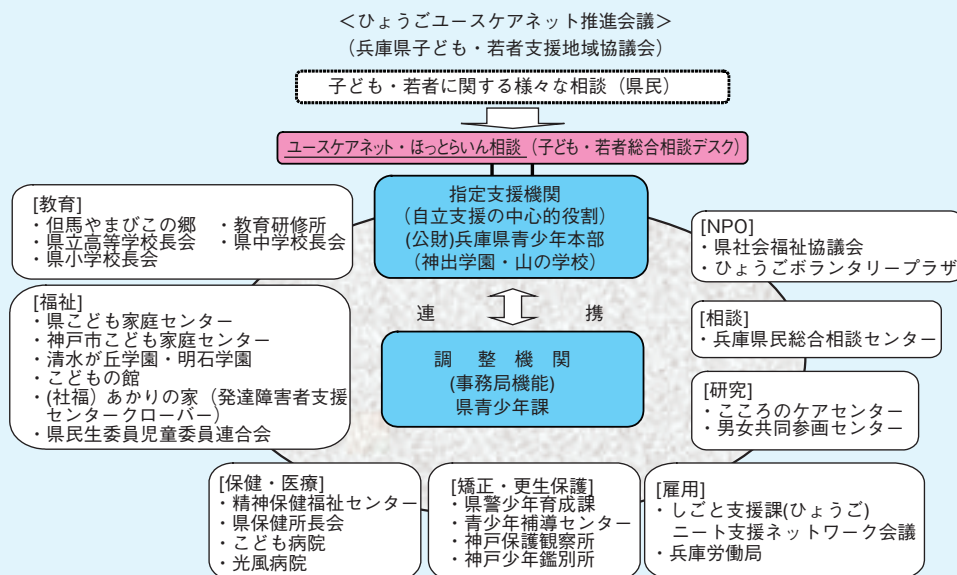 ＜ひょうごユースケアネット推進会議＞
（兵庫県子ども・若者支援地域協議会）
子ども・若者に関する様々な相談（県民）
ユースケアネット・ほっとらいん相談（子ども・若者総合相談デスク）
指定支援機関
（自立支援の中心的役割）
(公財)兵庫県青少年本部
（神出学園・山の学校）
連　携
調整機関
(事務局機能)
県青少年課
[教育]
・但馬やまびこの郷　・教育研修所
・県立高等学校長会　・県中学校長会
・県小学校長会
[福祉]
・県こども家庭センター
・神戸市こども家庭センター
・清水が丘学園・明石学園
・こどもの館
・(社福）あかりの家（発達障害者支援
センタークローバー）
・県民生委員児童委員連合会
[保健・医療]
・精神保健福祉センター
・県保健所長会
・こども病院
・光風病院
[矯正・更生保護]
・県警少年育成課
・青少年補導センター
・神戸保護観察所
・神戸少年鑑別所
[NPO]
・県社会福祉協議会
・ひょうごボランタリープラザ
[相談]
・兵庫県民総合相談センター
[研究]
・こころのケアセンター
・男女共同参画センター
[雇用]
・しごと支援課(ひょうご)
ニート支援ネットワーク会議
・兵庫労働局